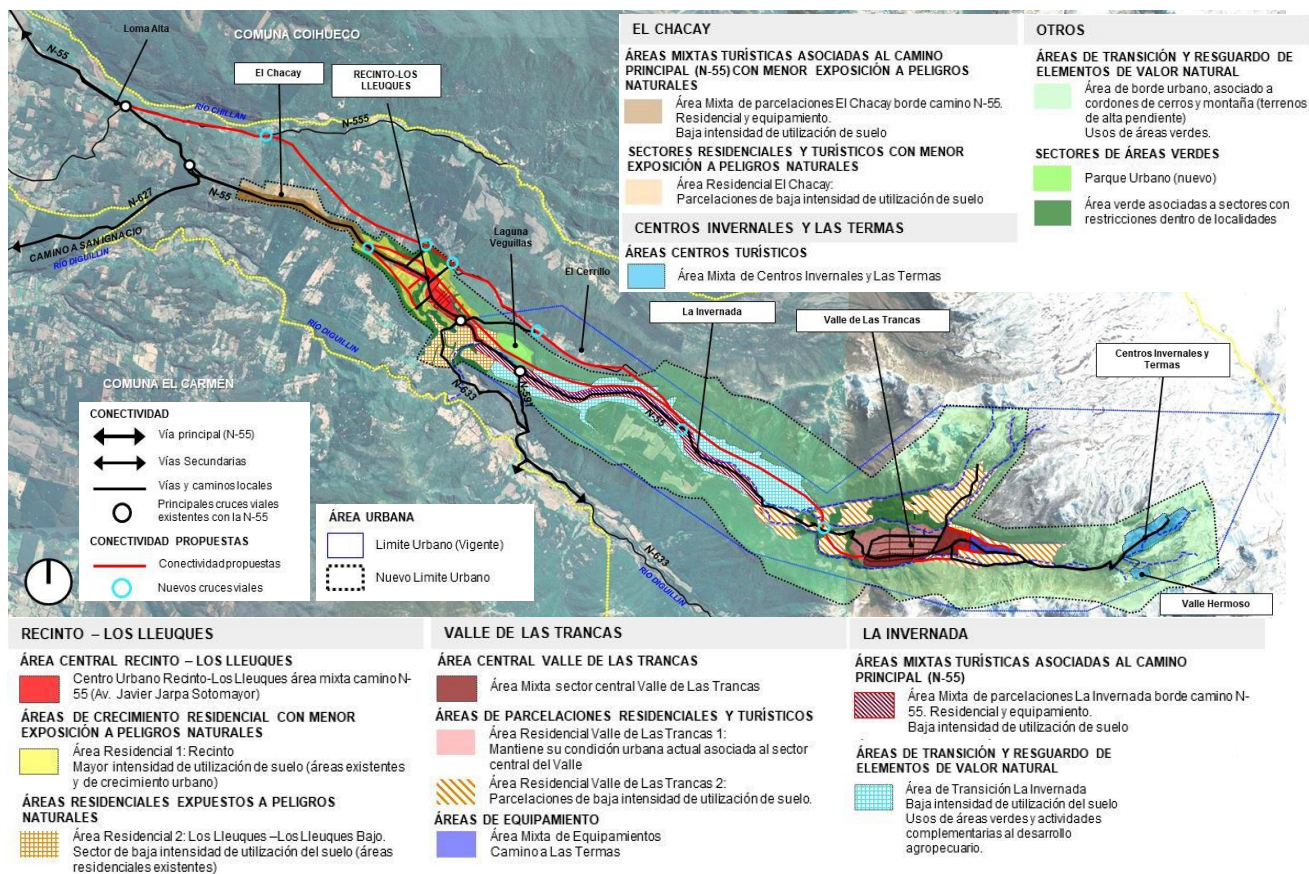 Loma Alta
COMUNA COIHUECO
El Chacay
RECINTO-LOS
LLEUQUES
RÍO CHILLAN
N-555
N-55
N-627
N-55
CAMINO A SAN IGNACIO
RÍO DIGUILLIN
Laguna
Veguillas
El Cerrillo
La Invernada
Valle de Las Trancas
Centros Invernales y
Termas
RÍO DIGUILLIN
COMUNA EL CARMEN
N-633
N-591
N-55
N-633
RÍO DIGUILLIN
Valle Hermoso
EL CHACAY
ÁREAS MIXTAS TURÍSTICAS ASOCIADAS AL CAMINO
PRINCIPAL (N-55) CON MENOR EXPOSICIÓN A PELIGROS
NATURALES
Área Mixta de parcelaciones El Chacay borde camino N-55.
Residencial y equipamiento.
Baja intensidad de utilización de suelo
SECTORES RESIDENCIALES Y TURÍSTICOS CON MENOR
EXPOSICIÓN A PELIGROS NATURALES
Área Residencial El Chacay:
Parcelaciones de baja intensidad de utilización de suelo
CENTROS INVERNALES Y LAS TERMAS
ÁREAS CENTROS TURÍSTICOS
Área Mixta de Centros Invernales y Las Termas
OTROS
ÁREAS DE TRANSICIÓN Y RESGUARDO DE
ELEMENTOS DE VALOR NATURAL
Área de borde urbano, asociado a
cordones de cerros y montaña (terrenos
de alta pendiente)
Usos de áreas verdes.
SECTORES DE ÁREAS VERDES
Parque Urbano (nuevo)
Área verde asociadas a sectores con
restricciones dentro de localidades
CONECTIVIDAD
Vía principal (N-55)
Vías Secundarias
Vías y caminos locales
Principales cruces viales
existentes con la N-55
CONECTIVIDAD PROPUESTAS
Conectividad propuestas
Nuevos cruces viales
ÁREA URBANA
Limite Urbano (Vigente)
Nuevo Limite Urbano
RECINTO – LOS LLEUQUES
ÁREA CENTRAL RECINTO – LOS LLEUQUES
Centro Urbano Recinto-Los Lleuques área mixta camino N-
55 (Av. Javier Jarpa Sotomayor)
ÁREAS DE CRECIMIENTO RESIDENCIAL CON MENOR
EXPOSICIÓN A PELIGROS NATURALES
Área Residencial 1: Recinto
Mayor intensidad de utilización de suelo (áreas existentes
y de crecimiento urbano)
ÁREAS RESIDENCIALES EXPUESTOS A PELIGROS
NATURALES
Área Residencial 2: Los Lleuques –Los Lleuques Bajo.
Sector de baja intensidad de utilización del suelo (áreas
residenciales existentes)
VALLE DE LAS TRANCAS
ÁREA CENTRAL VALLE DE LAS TRANCAS
Área Mixta sector central Valle de Las Trancas
ÁREAS DE PARCELACIONES RESIDENCIALES Y TURÍSTICOS
Área Residencial Valle de Las Trancas 1:
Mantiene su condición urbana actual asociada al sector
central del Valle
Área Residencial Valle de Las Trancas 2:
Parcelaciones de baja intensidad de utilización de suelo.
ÁREAS DE EQUIPAMIENTO
Área Mixta de Equipamientos
Camino a Las Termas
LA INVERNADA
ÁREAS MIXTAS TURÍSTICAS ASOCIADAS AL CAMINO
PRINCIPAL (N-55)
Área Mixta de parcelaciones La Invernada borde camino N-
55. Residencial y equipamiento.
Baja intensidad de utilización de suelo
ÁREAS DE TRANSICIÓN Y RESGUARDO DE
ELEMENTOS DE VALOR NATURAL
Área de Transición La Invernada
Baja intensidad de utilización del suelo
Usos de áreas verdes y actividades
complementarias al desarrollo
agropecuario.